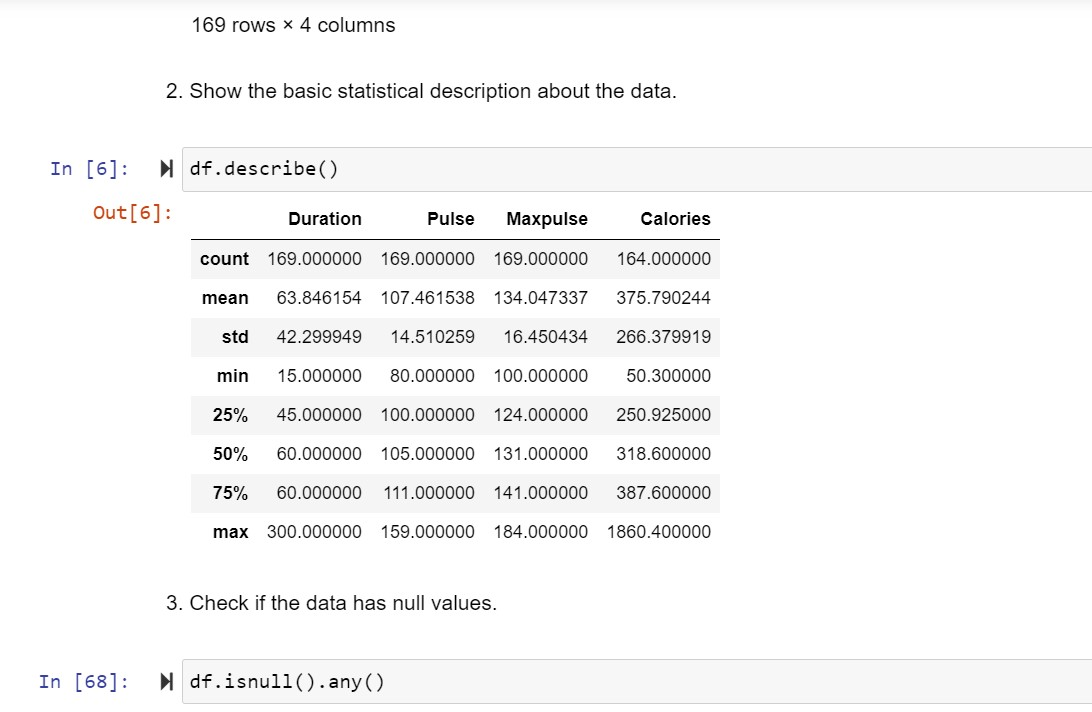 169 rows × 4 columns
2. Show the basic statistical description about the data.
In [6]: df.describe()
Out[6]:
Duration Pulse Maxpulse Calories
count 169.000000 169.000000 169.000000 164.000000
mean 63.846154 107.461538 134.047337 375.790244
std 42.299949 14.510259 16.450434 266.379919
min 15.000000 80.000000 100.000000 50.300000
25% 45.000000 100.000000 124.000000 250.925000
50% 60.000000 105.000000 131.000000 318.600000
75% 60.000000 111.000000 141.000000 387.600000
max 300.000000 159.000000 184.000000 1860.400000
3. Check if the data has null values.
In [68]: df.isnull().any()